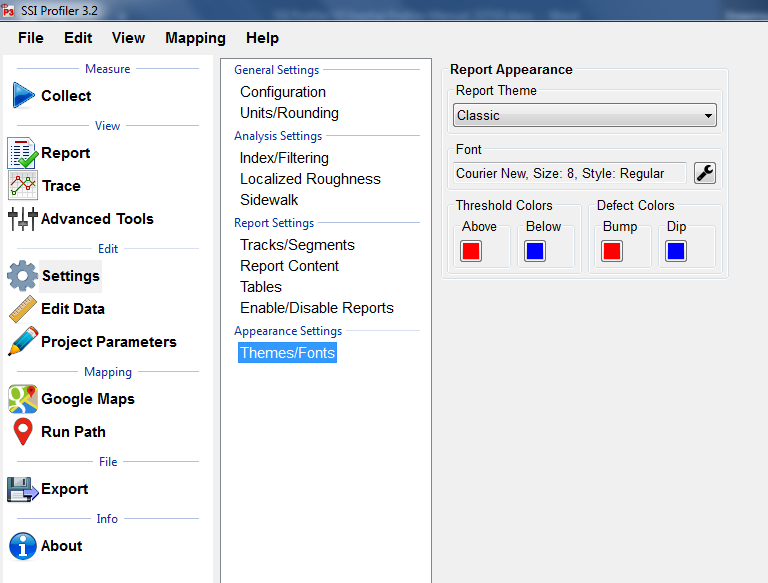 SSI Profiler 3.2
File Edit View Mapping Help
Measure
Collect
View
Report
Trace
Advanced Tools
Edit
Settings
Edit Data
Project Parameters
Mapping
Google Maps
Run Path
File
Export
Info
About
General Settings
Configuration
Units/Rounding
Analysis Settings
Index/Filtering
Localized Roughness
Sidewalk
Report Settings
Tracks/Segments
Report Content
Tables
Enable/Disable Reports
Appearance Settings
Themes/Fonts
Report Appearance
Report Theme
Classic
Font
Courier New, Size: 8, Style: Regular
Threshold Colors
Above Below
Defect Colors
Bump Dip